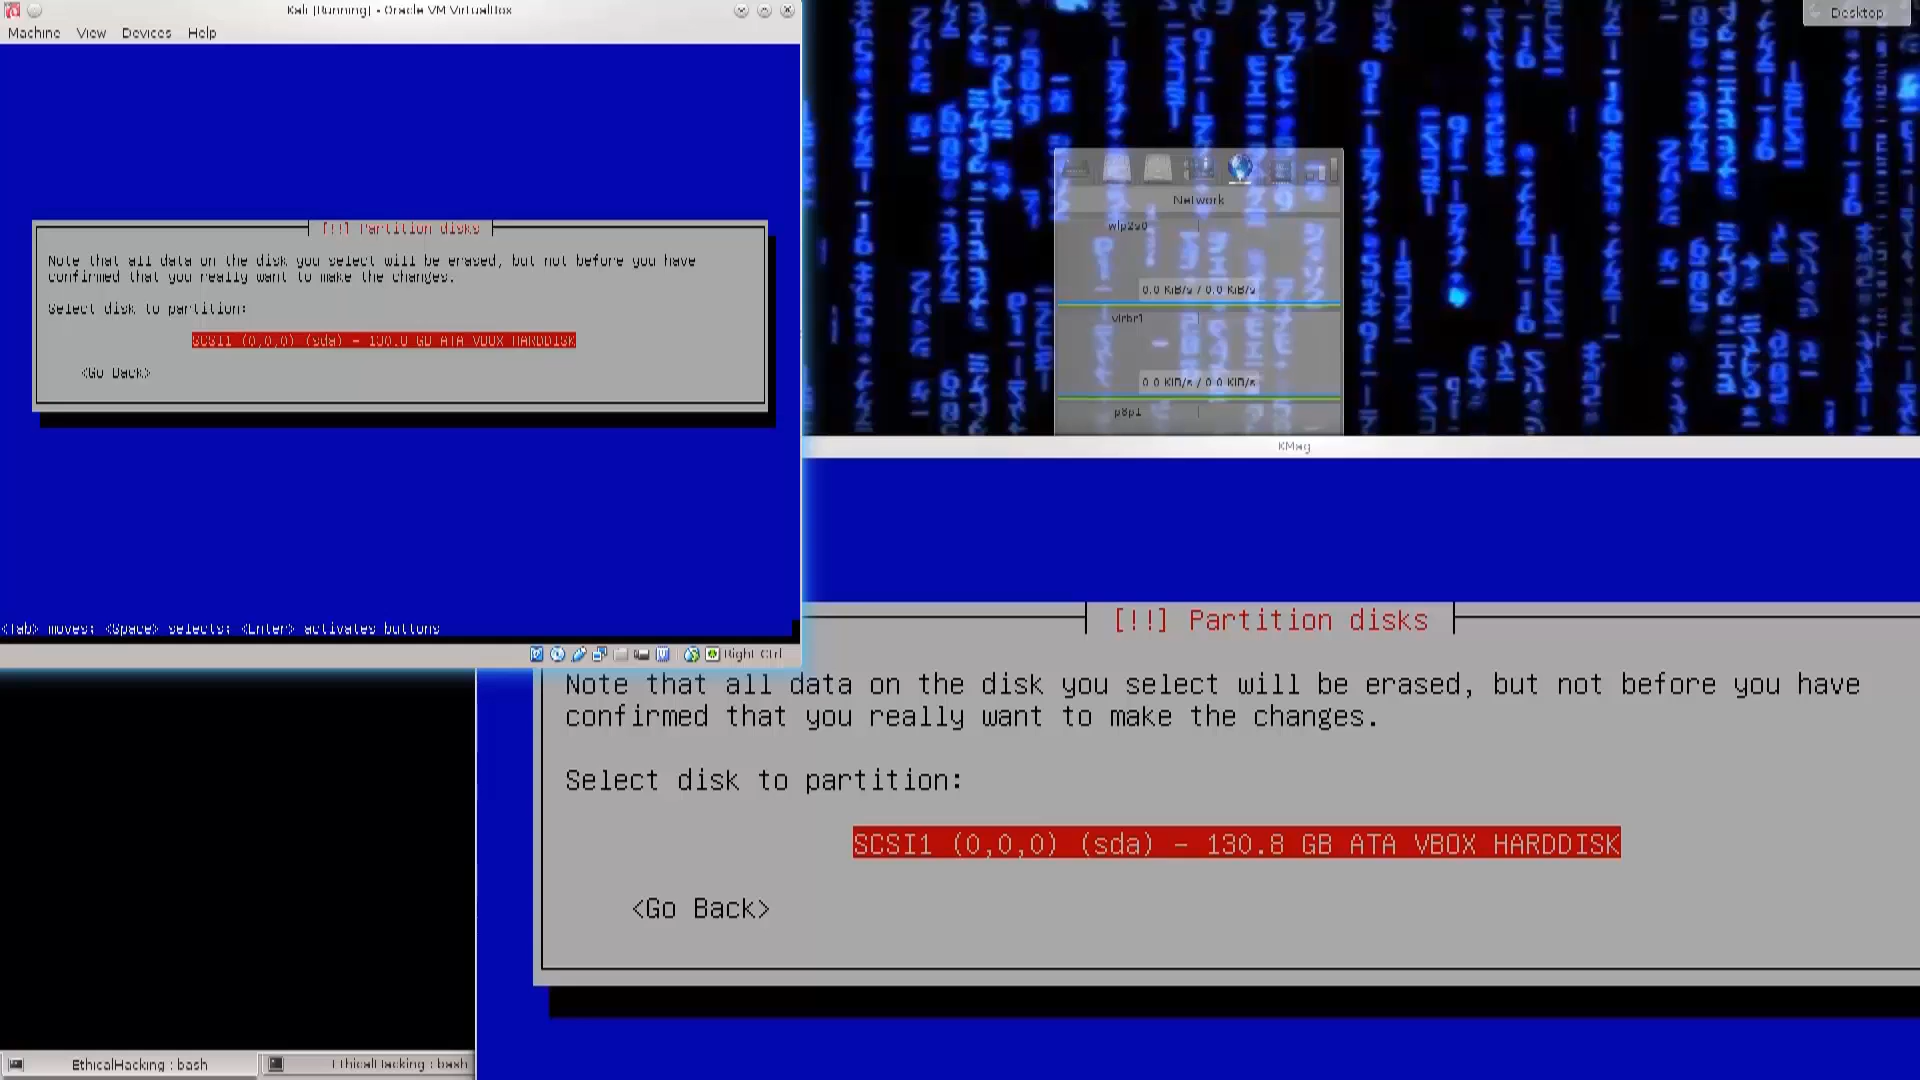 Kali [Running] - Oracle VM VirtualBox
Machine View Devices Help
[!!] Partition disks
Note that all data on the disk you select will be erased, but not before you have
confirmed that you really want to make the changes.
Select disk to partition:
SCSI1 (0,0,0) (sda) - 130.8 GB ATA VBOX HARDDISK
<Go Back>
<Tab> moves; <Space> selects; <Enter> activates buttons
Right Ctrl
Desktop
Network
wlp2s0
0.0 KiB/s / 0.0 KiB/s
virbr1
0.0 KiB/s / 0.0 KiB/s
p8p1
KMag
[!!] Partition disks
Note that all data on the disk you select will be erased, but not before you have
confirmed that you really want to make the changes.
Select disk to partition:
SCSI1 (0,0,0) (sda) - 130.8 GB ATA VBOX HARDDISK
<Go Back>
EthicalHacking : bash
EthicalHacking : bash